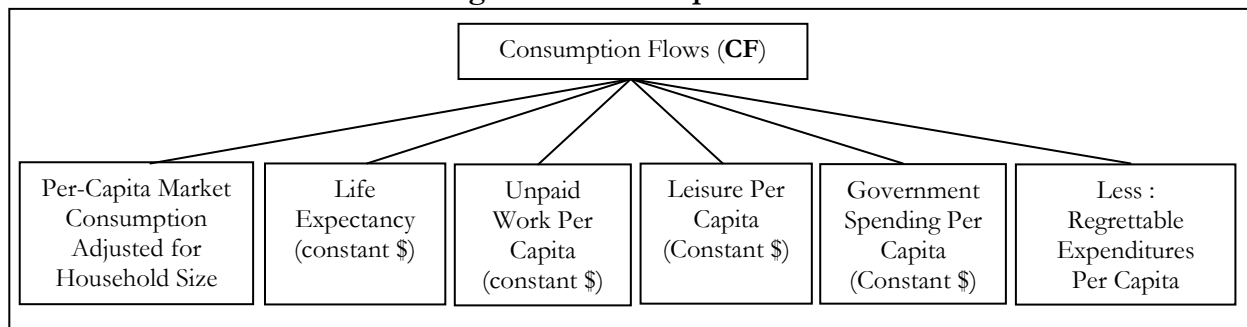 Consumption Flows (CF)
Per-Capita Market
Consumption
Adjusted for
Household Size
Life
Expectancy
(constant $)
Unpaid
Work Per
Capita
(constant $)
Leisure Per
Capita
(Constant $)
Government
Spending Per
Capita
(Constant $)
Less :
Regrettable
Expenditures
Per Capita